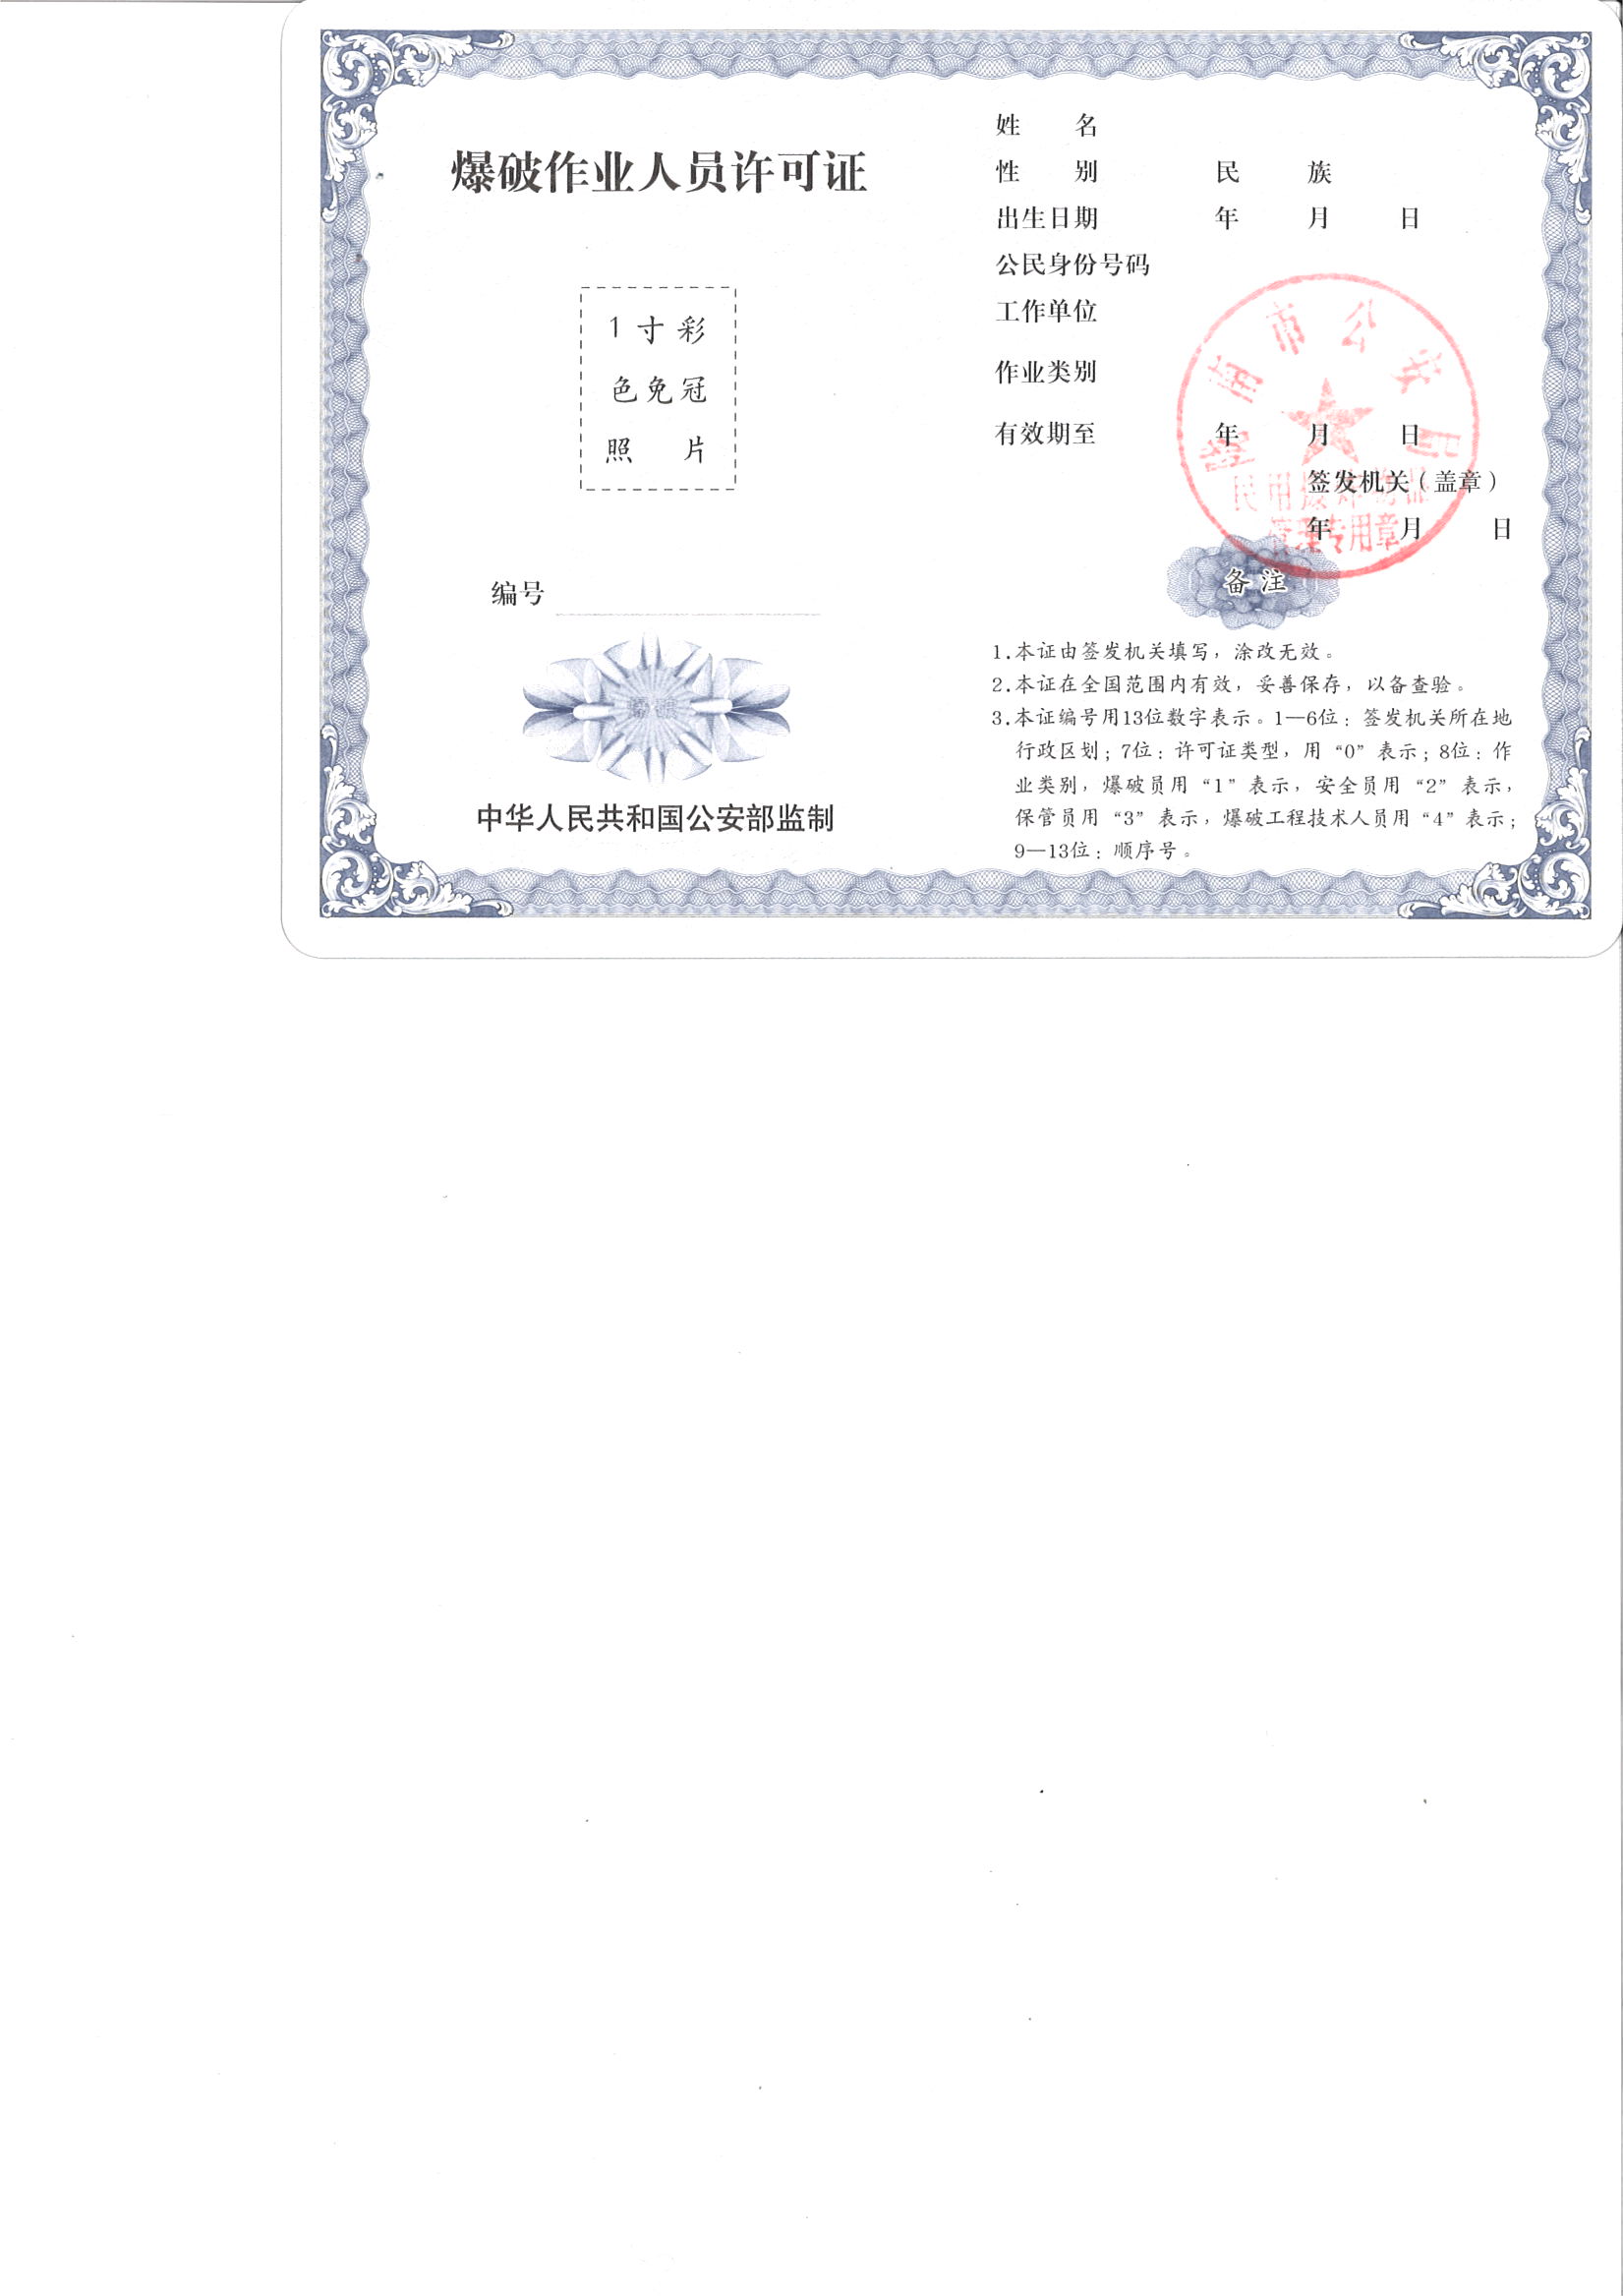 爆破作业人员许可证
1寸彩
色免冠
照 片
编号
爆破
中华人民共和国公安部监制
姓 名
性 别 民 族
出生日期 年 月 日
公民身份号码
工作单位
作业类别
有效期至 年 月 日
签发机关（盖章）
年 月 日
南市公安局
民用爆炸物品
管理专用章
备注
1.本证由签发机关填写，涂改无效。
2.本证在全国范围内有效，妥善保存，以备查验。
3.本证编号用13位数字表示。1—6位：签发机关所在地
行政区划；7位：许可证类型，用“0”表示；8位：作
业类别，爆破员用“1”表示，安全员用“2”表示，
保管员用“3”表示，爆破工程技术人员用“4”表示；
9—13位：顺序号。